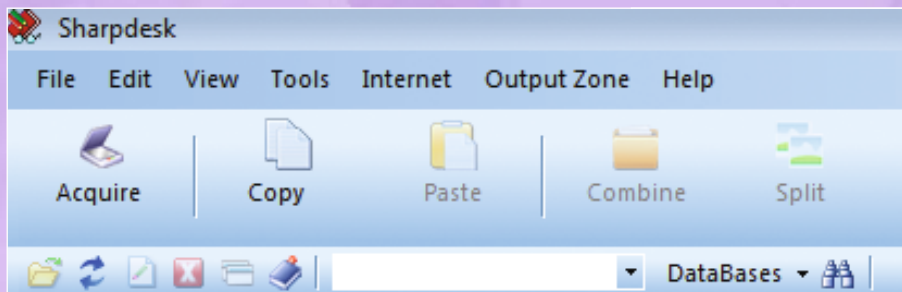 Sharpdesk
File Edit View Tools Internet Output Zone Help
Acquire Copy Paste Combine Split
DataBases